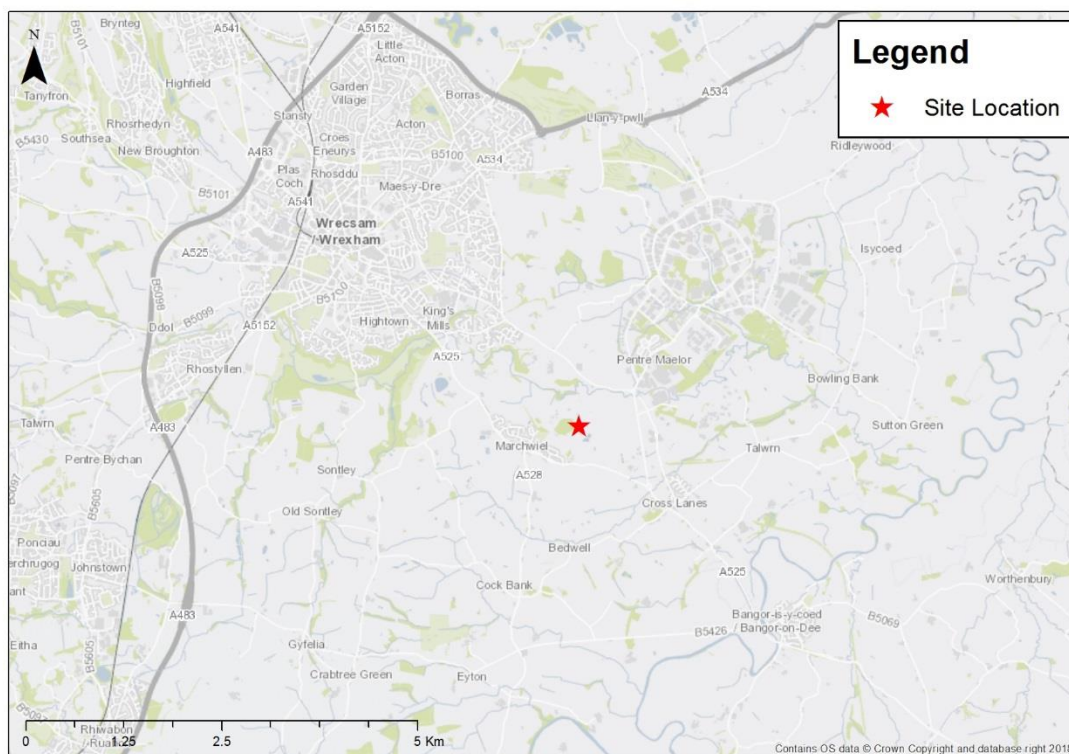 Brynteg
A541
A5152
B5101
Little
Acton
Highfield
Garden
Village
Borras
Tanyfron
Stansty
Acton
Llan-y-pwll
A534
B5430
Southsea
Rhosrhedyn
New Broughton
A483
Croes
Eneurys
Rhosddu
B5100
A534
Ridleywood
Plas
Coch
Maes-y-Dre
B5101
A541
Wrecsam
/ Wrexham
A525
Isycoed
B5098
B5099
Ddol
A5152
B5100
Hightown
King's
Mills
A525
Pentre Maelor
Rhostyllen
Bowling Bank
Talwrn
A483
Marchwiel
Sutton Green
Pentre Bychan
Sontley
A528
Talwrn
B5097
B5605
Old Sontley
Cross Lanes
Ponciau
Bedwell
Johnstown
A525
Cock Bank
Worthenbury
A483
Bangor-is-y-coed
/ Bangor-on-Dee
B5069
Eitha
B5605
Gyfelia
B5426
Crabtree Green
Eyton
B5097
Rhiwabon
N
Legend
Site Location
0 1.25 2.5 5 Km
Contains OS data © Crown Copyright and database right 2018